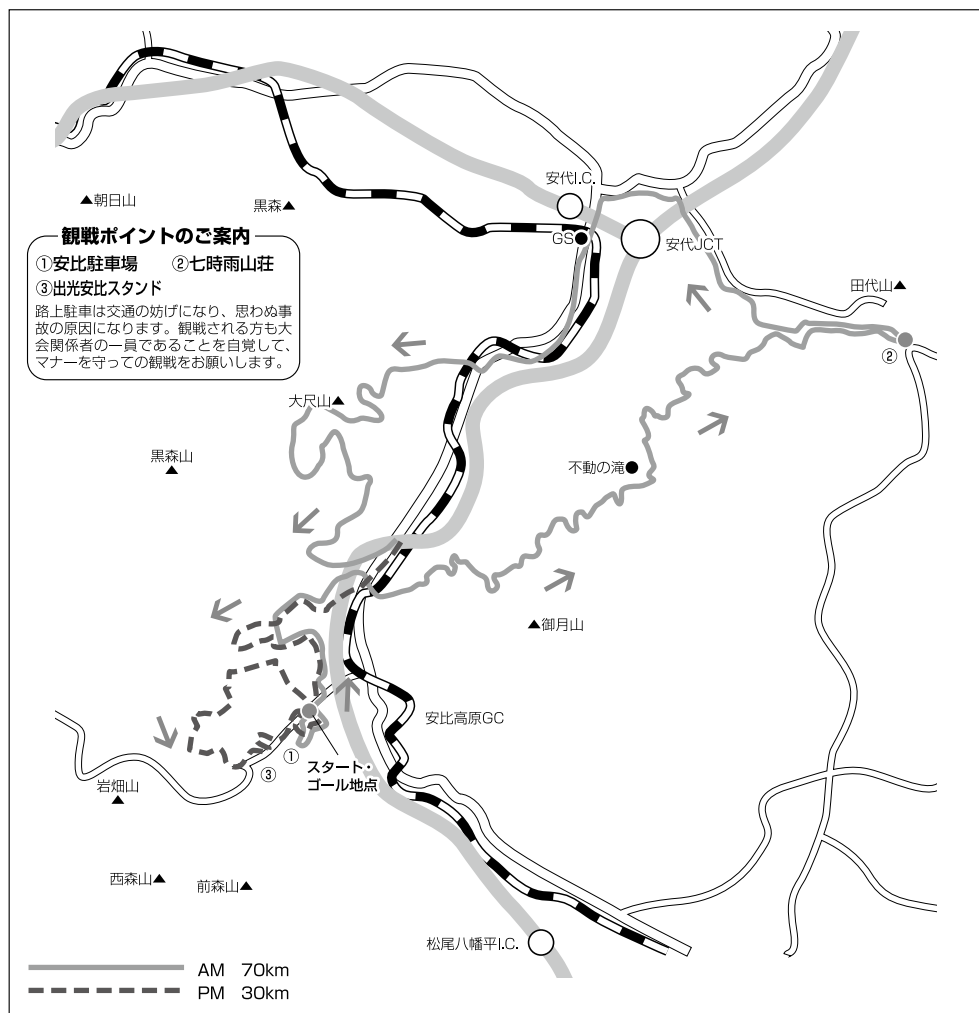 安代I.C.
▲朝日山
黒森▲
GS
安代JCT
観戦ポイントのご案内
①安比駐車場 ②七時雨山荘
③出光安比スタンド
路上駐車は交通の妨げになり、思わぬ事
故の原因になります。観戦される方も大
会関係者の一員であることを自覚して、
マナーを守っての観戦をお願いします。
田代山▲
②
大尺山▲
黒森山
▲
不動の滝
▲御月山
安比高原GC
①
③
スタート・
ゴール地点
岩畑山
▲
西森山▲
前森山▲
松尾八幡平I.C.
AM 70km
PM 30km